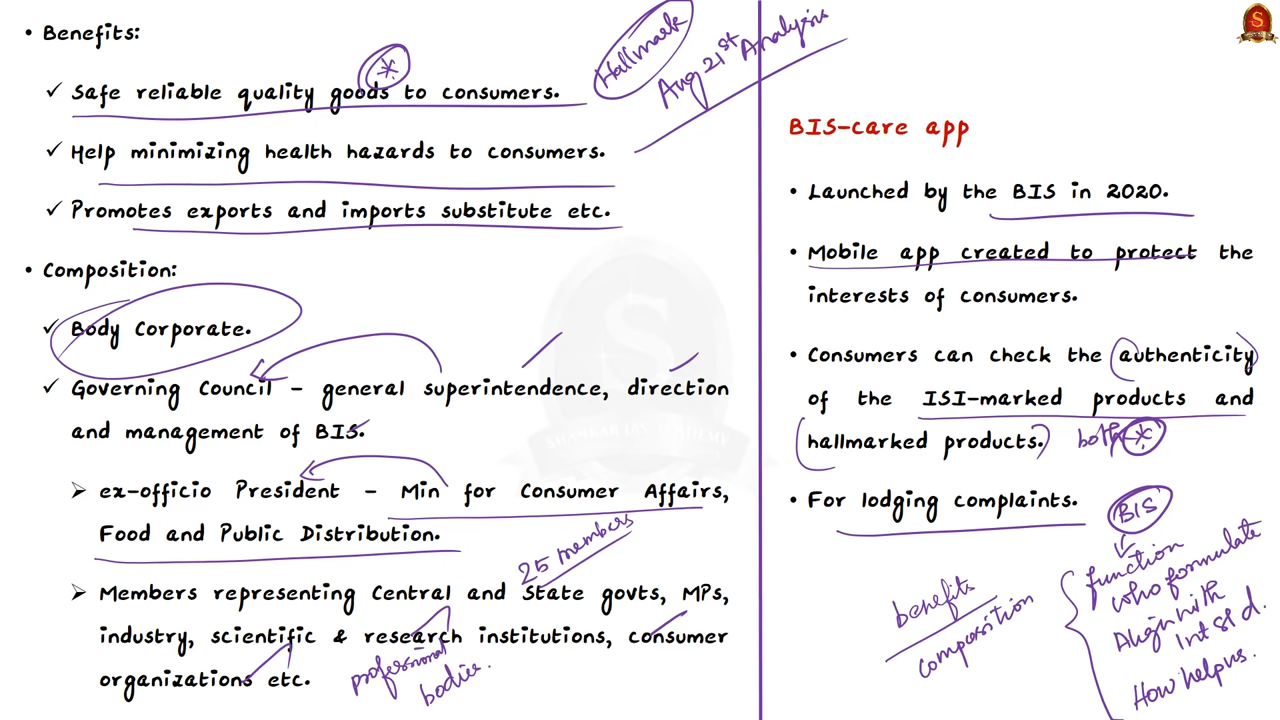 • Benefits:
✓ Safe reliable quality goods to consumers.
✓ Help minimizing health hazards to consumers.
✓ Promotes exports and imports substitute etc.
• Composition:
✓ Body Corporate.
✓ Governing Council – general superintendence, direction
and management of BIS.
➢ ex-officio President – Min for Consumer Affairs,
Food and Public Distribution.
25 members
➢ Members representing Central and State govts, MPs,
industry, scientific & research institutions, consumer
organizations etc.
professional
bodies.
Hallmark
Aug 21st Analysis
BIS-care app
• Launched by the BIS in 2020.
• Mobile app created to protect the
interests of consumers.
• Consumers can check the authenticity
of the ISI-marked products and
hallmarked products.
both *
• For lodging complaints.
BIS
function
who formulate
Align with
Int std.
How helpus.
benefits
composition
SHANKAR IAS ACADEMY